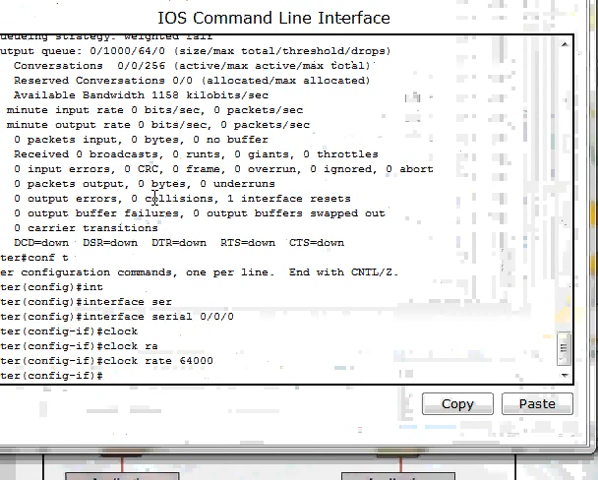 IOS Command Line Interface
ueueing strategy: weighted fair
utput queue: 0/1000/64/0 (size/max total/threshold/drops)
Conversations 0/0/256 (active/max active/max total)
Reserved Conversations 0/0 (allocated/max allocated)
Available Bandwidth 1158 kilobits/sec
minute input rate 0 bits/sec, 0 packets/sec
minute output rate 0 bits/sec, 0 packets/sec
0 packets input, 0 bytes, 0 no buffer
Received 0 broadcasts, 0 runts, 0 giants, 0 throttles
0 input errors, 0 CRC, 0 frame, 0 overrun, 0 ignored, 0 abort
0 packets output, 0 bytes, 0 underruns
0 output errors, 0 collisions, 1 interface resets
0 output buffer failures, 0 output buffers swapped out
0 carrier transitions
DCD=down DSR=down DTR=down RTS=down CTS=down
ter#conf t
er configuration commands, one per line. End with CNTL/Z.
ter(config)#int
ter(config)#interface ser
ter(config)#interface serial 0/0/0
ter(config-if)#clock
ter(config-if)#clock ra
ter(config-if)#clock rate 64000
ter(config-if)#
Copy Paste